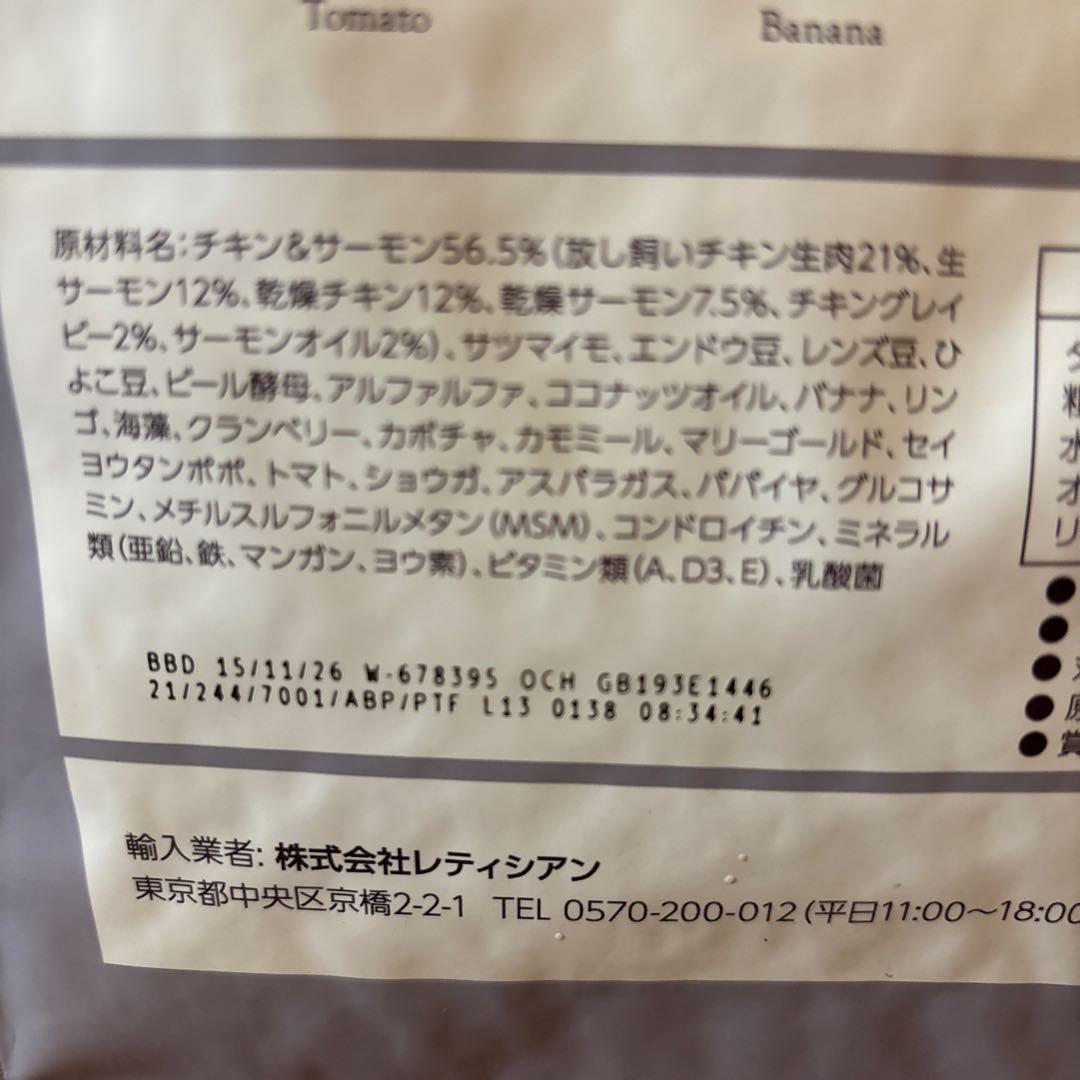 Tomato
Banana
原材料名:チキン&サーモン56.5%(放し飼いチキン生肉21%、生
サーモン12%、乾燥チキン12%、乾燥サーモン7.5%、チキングレイ
ビー2%、サーモンオイル2%)、サツマイモ、エンドウ豆、レンズ豆、ひ
よこ豆、ビール酵母、アルファルファ、ココナッツオイル、バナナ、リン
ゴ、海藻、クランベリー、カボチャ、カモミール、マリーゴールド、セイ
ヨウタンポポ、トマト、ショウガ、アスパラガス、パパイヤ、グルコサ
ミン、メチルスルフォニルメタン(MSM)、コンドロイチン、ミネラル
類(亜鉛、鉄、マンガン、ヨウ素)、ビタミン類(A、D3、E)、乳酸菌
BBD 15/11/26 W-678395 OCH GB193E1446
21/244/7001/ABP/PTF L13 0138 08:34:41
輸入業者: 株式会社レティシアン
東京都中央区京橋2-2-1 TEL 0570-200-012(平日11:00〜18:00
粗
水
オ
リ
●
●
●
● 原
● 賞